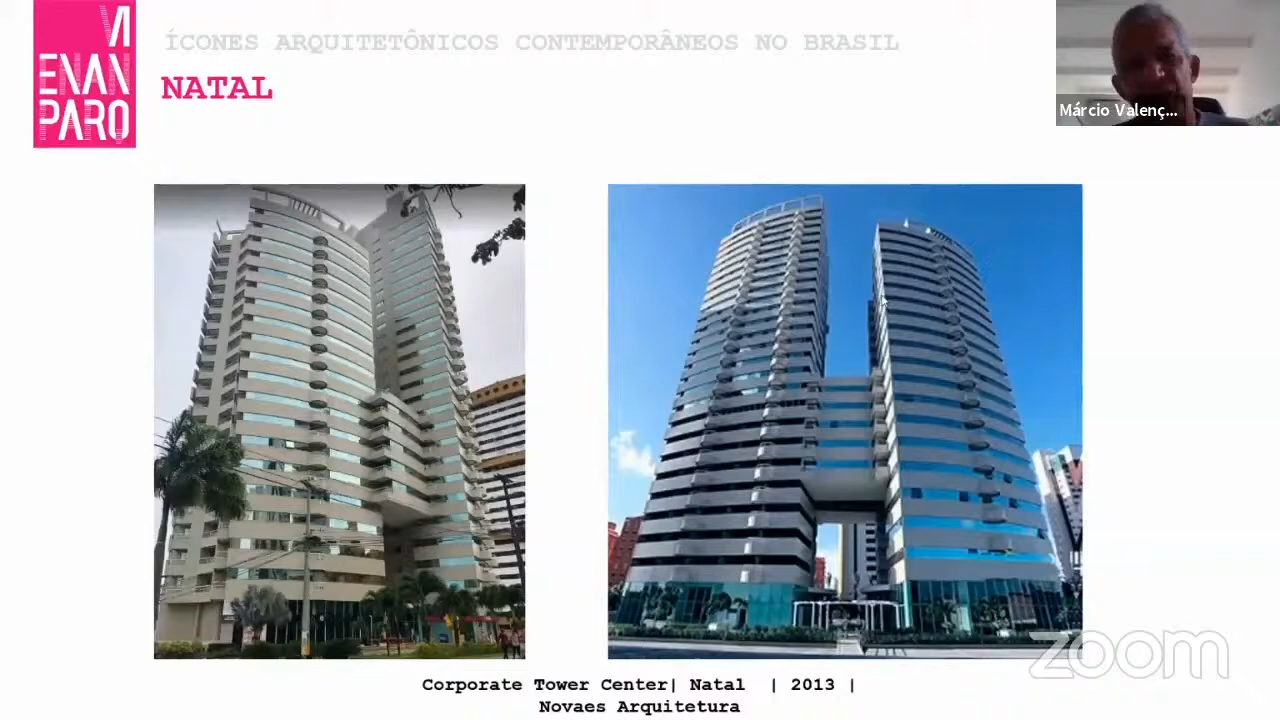 VI
ENAN
PARQ
ÍCONES ARQUITETÔNICOS CONTEMPORÂNEOS NO BRASIL
NATAL
Márcio Valenç...
zoom
Corporate Tower Center| Natal | 2013 |
Novaes Arquitetura